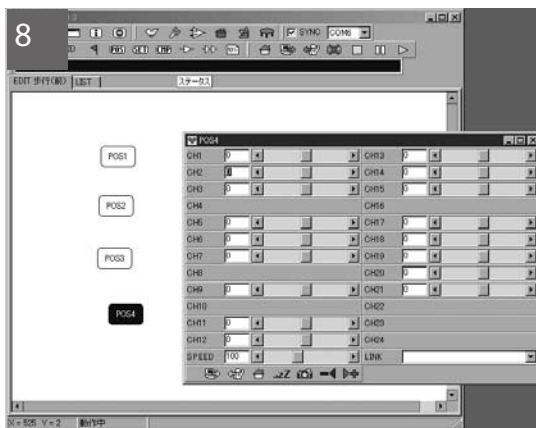 8
SYNC COM6
POS SET CMP
EDIT 歩行(前) LIST ステータス
POS1
POS2
POS3
POS4
POS4
CH1 0 CH13 0
CH2 0 CH14 0
CH3 0 CH15 0
CH4 CH16
CH5 0 CH17 0
CH6 0 CH18 0
CH7 0 CH19 0
CH8 CH20 0
CH9 0 CH21 0
CH10 CH22
CH11 0 CH23
CH12 0 CH24
SPEED 100 LINK
X = 525 Y = 2 動作中